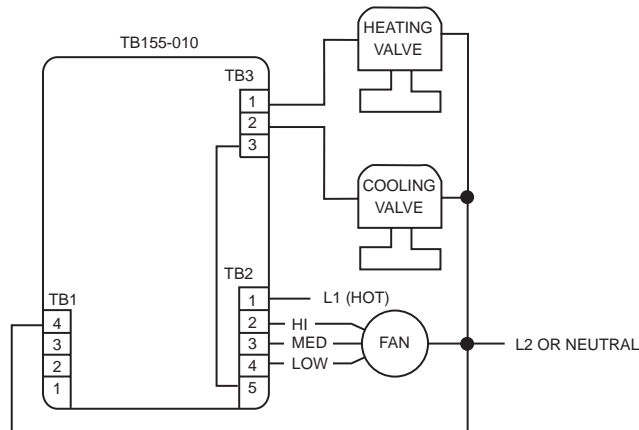 TB155-010
HEATING
VALVE
TB3
1
2
3
COOLING
VALVE
TB2
1 L1 (HOT)
2 HI
3 MED
4 LOW
5
FAN
L2 OR NEUTRAL
TB1
4
3
2
1